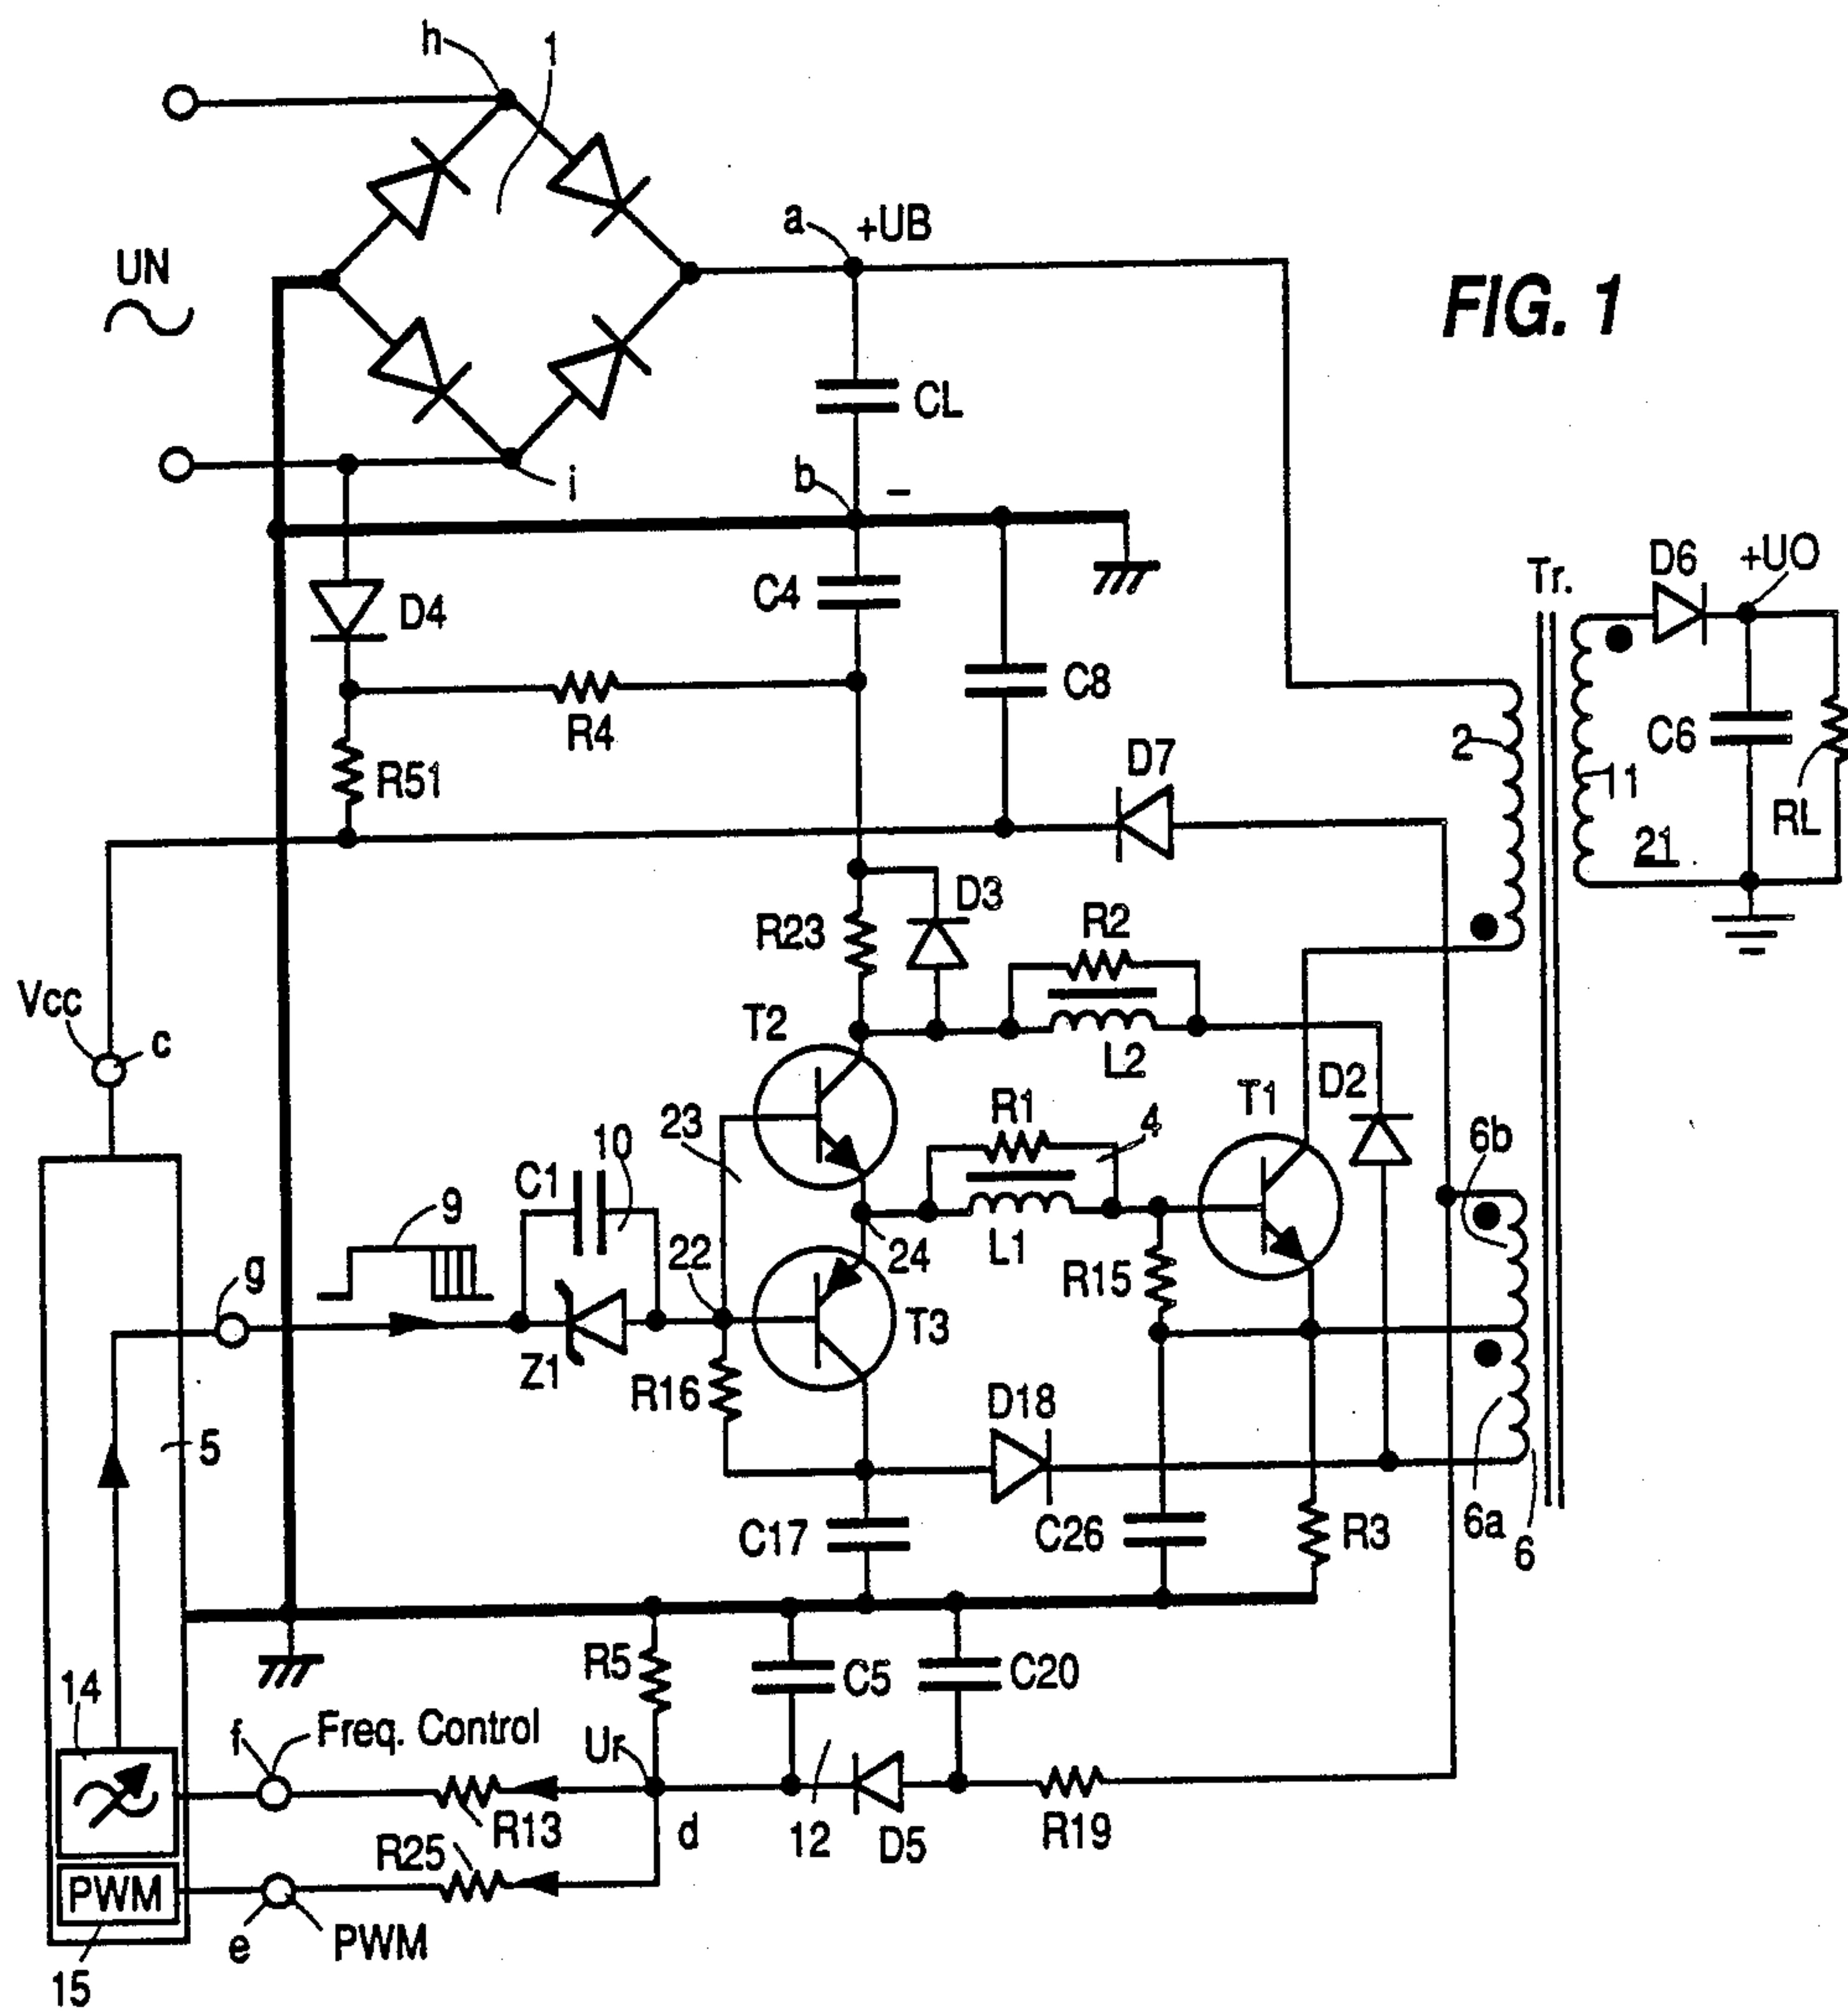 h
1
a
+UB
UN
FIG. 1
CL
i
b
–
C4
D4
D6
+UO
Tr.
C8
R4
2
C6
R51
D7
11
RL
21
D3
R23
R2
Vcc
c
T2
L2
D2
R1
T1
4
23
10
6b
C1
9
g
22
24
L1
R15
T3
Z1
R16
D18
5
C17
C26
R3
6a
6
R5
C5
C20
14
f
Freq. Control
Ur
R13
d
12
D5
R19
R25
PWM
e
PWM
15